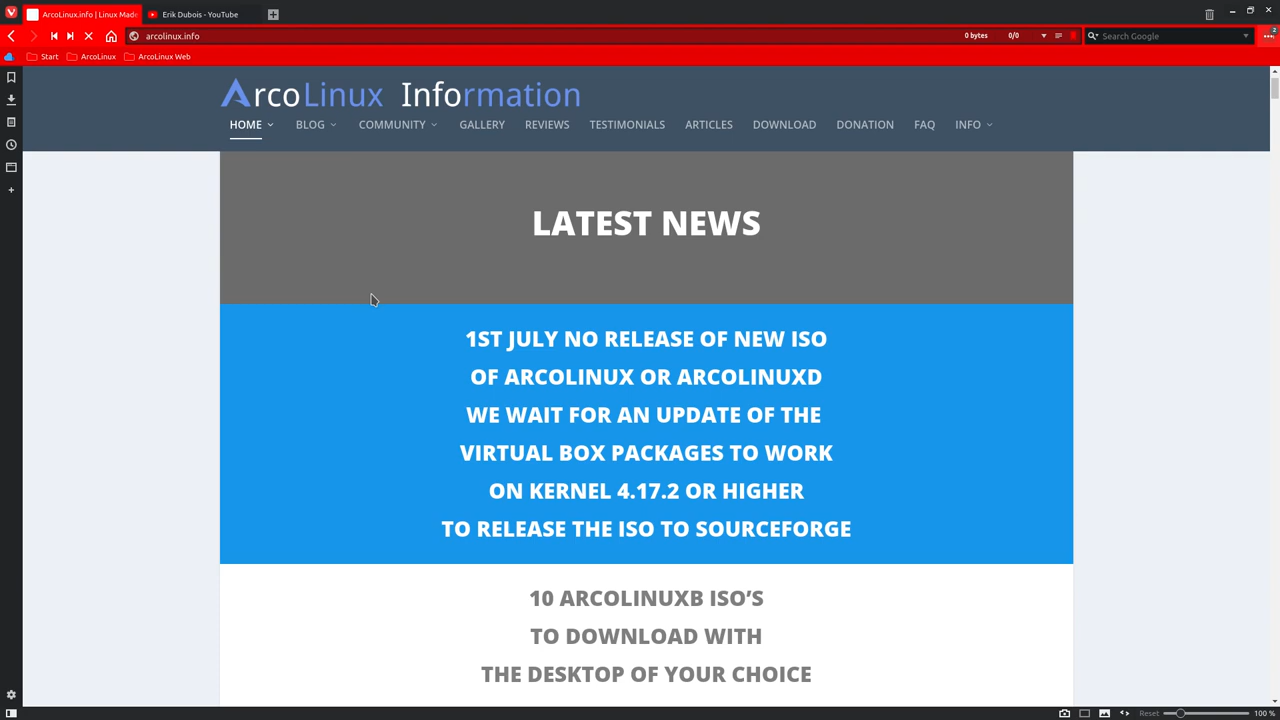 ArcoLinux.info | Linux Made
Erik Dubois - YouTube
arcolinux.info
0 bytes
0/0
Search Google
2
Start
ArcoLinux
ArcoLinux Web
ArcoLinux Information
HOME
BLOG
COMMUNITY
GALLERY
REVIEWS
TESTIMONIALS
ARTICLES
DOWNLOAD
DONATION
FAQ
INFO
LATEST NEWS
1ST JULY NO RELEASE OF NEW ISO
OF ARCOLINUX OR ARCOLINUXD
WE WAIT FOR AN UPDATE OF THE
VIRTUAL BOX PACKAGES TO WORK
ON KERNEL 4.17.2 OR HIGHER
TO RELEASE THE ISO TO SOURCEFORGE
10 ARCOLINUXB ISO’S
TO DOWNLOAD WITH
THE DESKTOP OF YOUR CHOICE
Reset
100 %